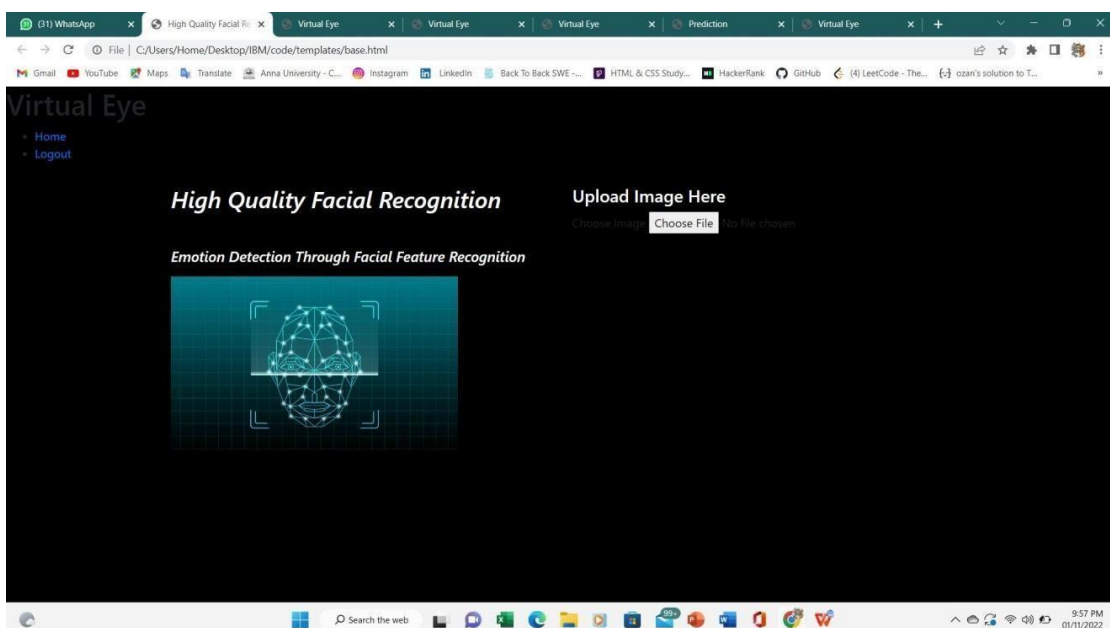 (31) WhatsApp
High Quality Facial Re
Virtual Eye
Virtual Eye
Virtual Eye
Prediction
Virtual Eye
File | C:/Users/Home/Desktop/IBM/code/templates/base.html
Gmail YouTube Maps Translate Anna University - C... Instagram LinkedIn Back To Back SWE -... HTML & CSS Study... HackerRank GitHub (4) LeetCode - The... ozan's solution to T...
Virtual Eye
Home
Logout
High Quality Facial Recognition
Emotion Detection Through Facial Feature Recognition
Upload Image Here
Choose Image Choose File No file chosen
Search the web
99+
9:57 PM
01/11/2022